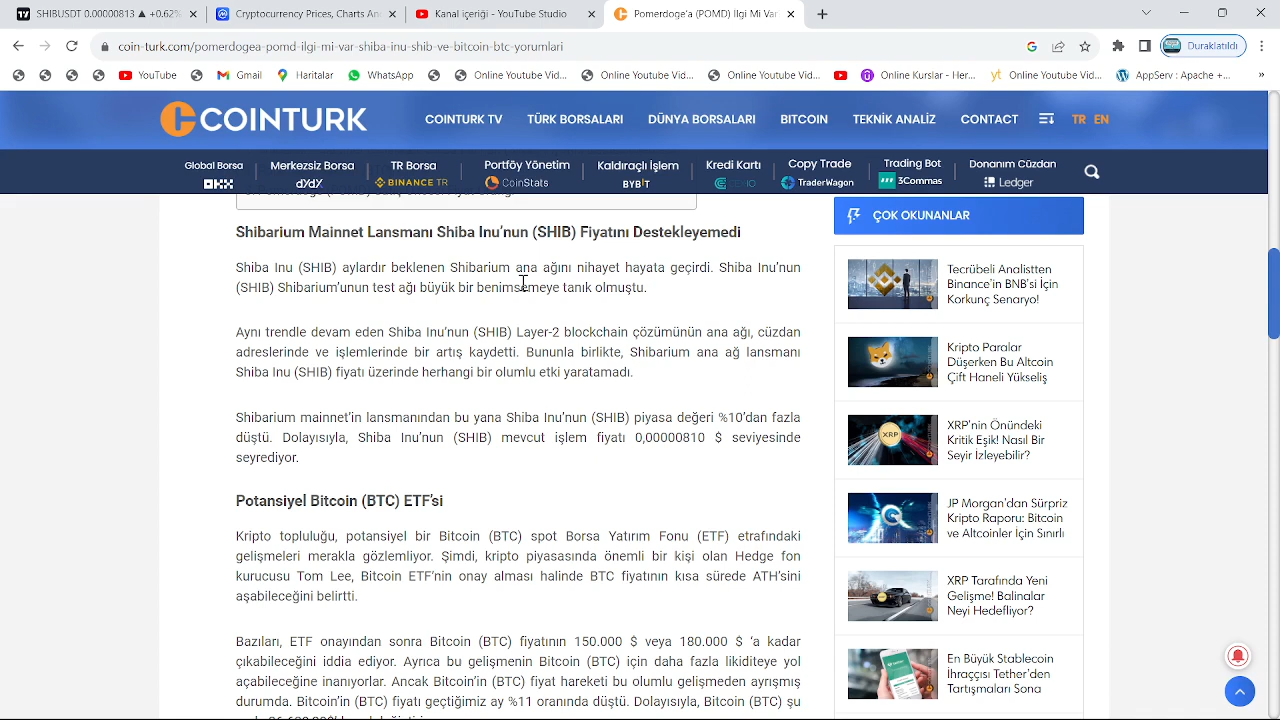 SHIBUSDT 0.00000813 ▲ +0.62%
Cryptocurrency Prices, Charts An
Kanal içeriği - YouTube Studio
Pomerdoge'a (POMD) İlgi Mi Var
coin-turk.com/pomerdogea-pomd-ilgi-mi-var-shiba-inu-shib-ve-bitcoin-btc-yorumlari
Duraklatıldı
YouTube
Gmail
Haritalar
WhatsApp
Online Youtube Vid...
Online Youtube Vid...
Online Youtube Vid...
Online Kurslar - Her...
yt Online Youtube Vid...
AppServ : Apache +...
»
COINTURK
COINTURK TV
TÜRK BORSALARI
DÜNYA BORSALARI
BITCOIN
TEKNİK ANALİZ
CONTACT
TR EN
Global Borsa
Merkezsiz Borsa
TR Borsa
Portföy Yönetim
Kaldıraçlı İşlem
Kredi Kartı
Copy Trade
Trading Bot
Donanım Cüzdan
OKX
dYdX
BINANCE TR
CoinStats
BYBIT
TraderWagon
3Commas
Ledger
Shibarium Mainnet Lansmanı Shiba Inu’nun (SHIB) Fiyatını Destekleyemedi
Shiba Inu (SHIB) aylardır beklenen Shibarium ana ağını nihayet hayata geçirdi. Shiba Inu’nun
(SHIB) Shibarium’unun test ağı büyük bir benimsemeye tanık olmuştu.
Aynı trendle devam eden Shiba Inu’nun (SHIB) Layer-2 blockchain çözümünün ana ağı, cüzdan
adreslerinde ve işlemlerinde bir artış kaydetti. Bununla birlikte, Shibarium ana ağ lansmanı
Shiba Inu (SHIB) fiyatı üzerinde herhangi bir olumlu etki yaratamadı.
Shibarium mainnet’in lansmanından bu yana Shiba Inu’nun (SHIB) piyasa değeri %10’dan fazla
düştü. Dolayısıyla, Shiba Inu’nun (SHIB) mevcut işlem fiyatı 0,00000810 $ seviyesinde
seyrediyor.
Potansiyel Bitcoin (BTC) ETF’si
Kripto topluluğu, potansiyel bir Bitcoin (BTC) spot Borsa Yatırım Fonu (ETF) etrafındaki
gelişmeleri merakla gözlemliyor. Şimdi, kripto piyasasında önemli bir kişi olan Hedge fon
kurucusu Tom Lee, Bitcoin ETF’nin onay alması halinde BTC fiyatının kısa sürede ATH’sini
aşabileceğini belirtti.
Bazıları, ETF onayından sonra Bitcoin (BTC) fiyatının 150.000 $ veya 180.000 $ ‘a kadar
çıkabileceğini iddia ediyor. Ayrıca bu gelişmenin Bitcoin (BTC) için daha fazla likiditeye yol
açabileceğini inanıyorlar. Ancak Bitcoin’in (BTC) fiyat hareketi bu olumlu gelişmeden ayrışmış
durumda. Bitcoin’in (BTC) fiyatı geçtiğimiz ay %11 oranında düştü. Dolayısıyla, Bitcoin (BTC) şu
ÇOK OKUNANLAR
Tecrübeli Analistten
Binance’in BNB’si İçin
Korkunç Senaryo!
Kripto Paralar
Düşerken Bu Altcoin
Çift Haneli Yükseliş
XRP
XRP’nin Önündeki
Kritik Eşik! Nasıl Bir
Seyir İzleyebilir?
JP Morgan’dan Sürpriz
Kripto Raporu: Bitcoin
ve Altcoinler İçin Sınırlı
XRP Tarafında Yeni
Gelişme! Balinalar
Neyi Hedefliyor?
En Büyük Stablecoin
İhraççısı Tether’den
Tartışmaları Sona